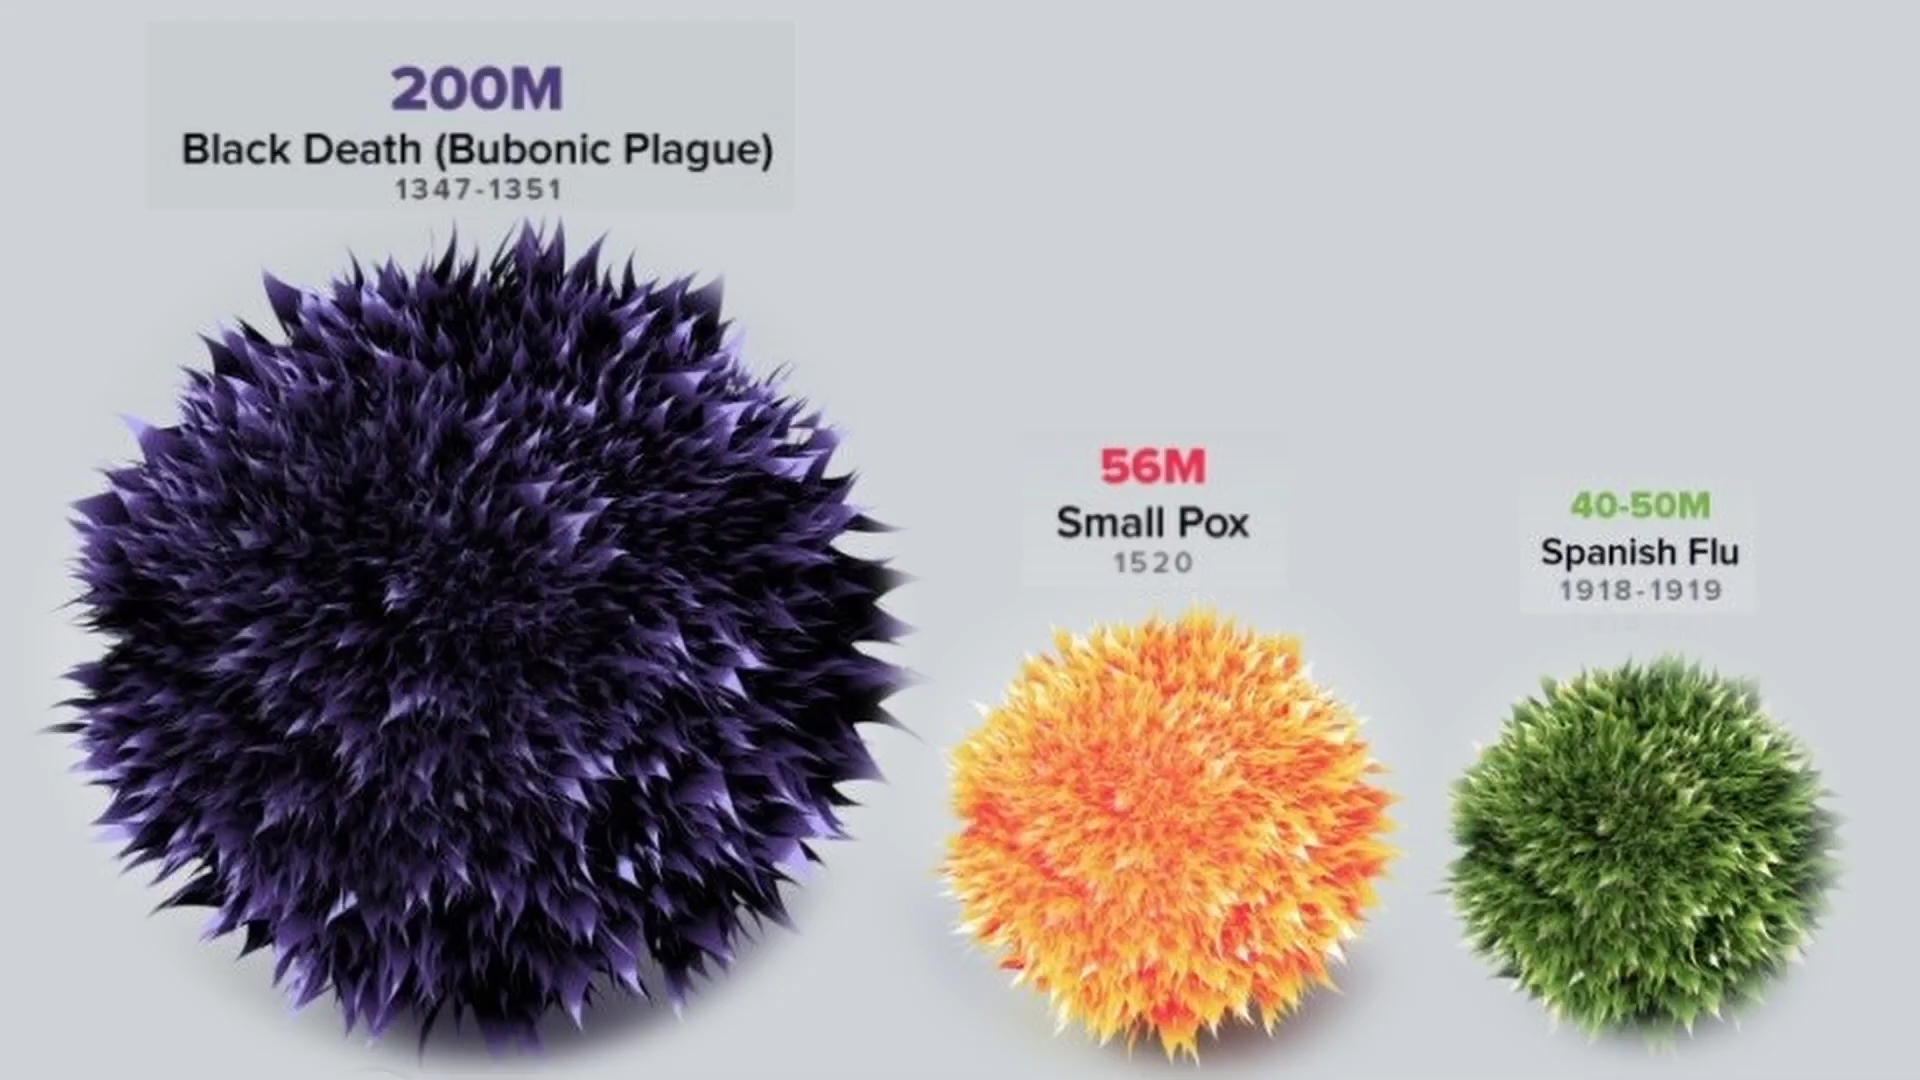 200M
Black Death (Bubonic Plague)
1347-1351
56M
Small Pox
1520
40-50M
Spanish Flu
1918-1919